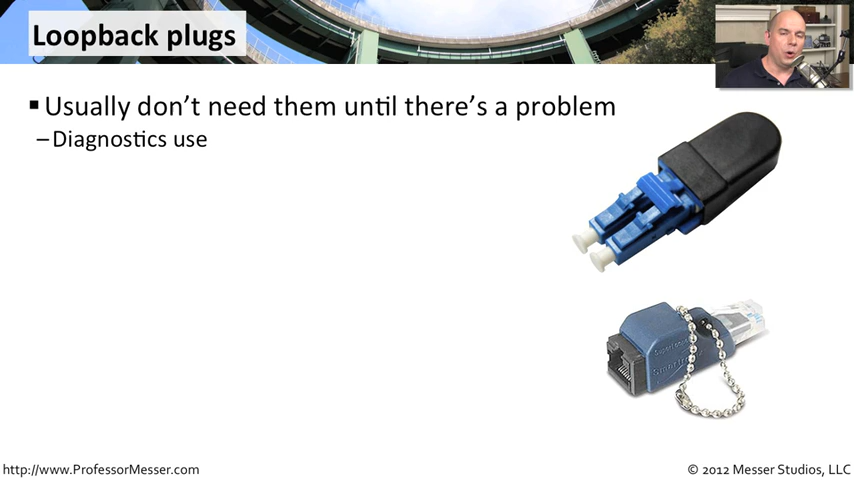 Loopback plugs
▪ Usually don't need them until there's a problem
– Diagnostics use
http://www.ProfessorMesser.com
© 2012 Messer Studios, LLC